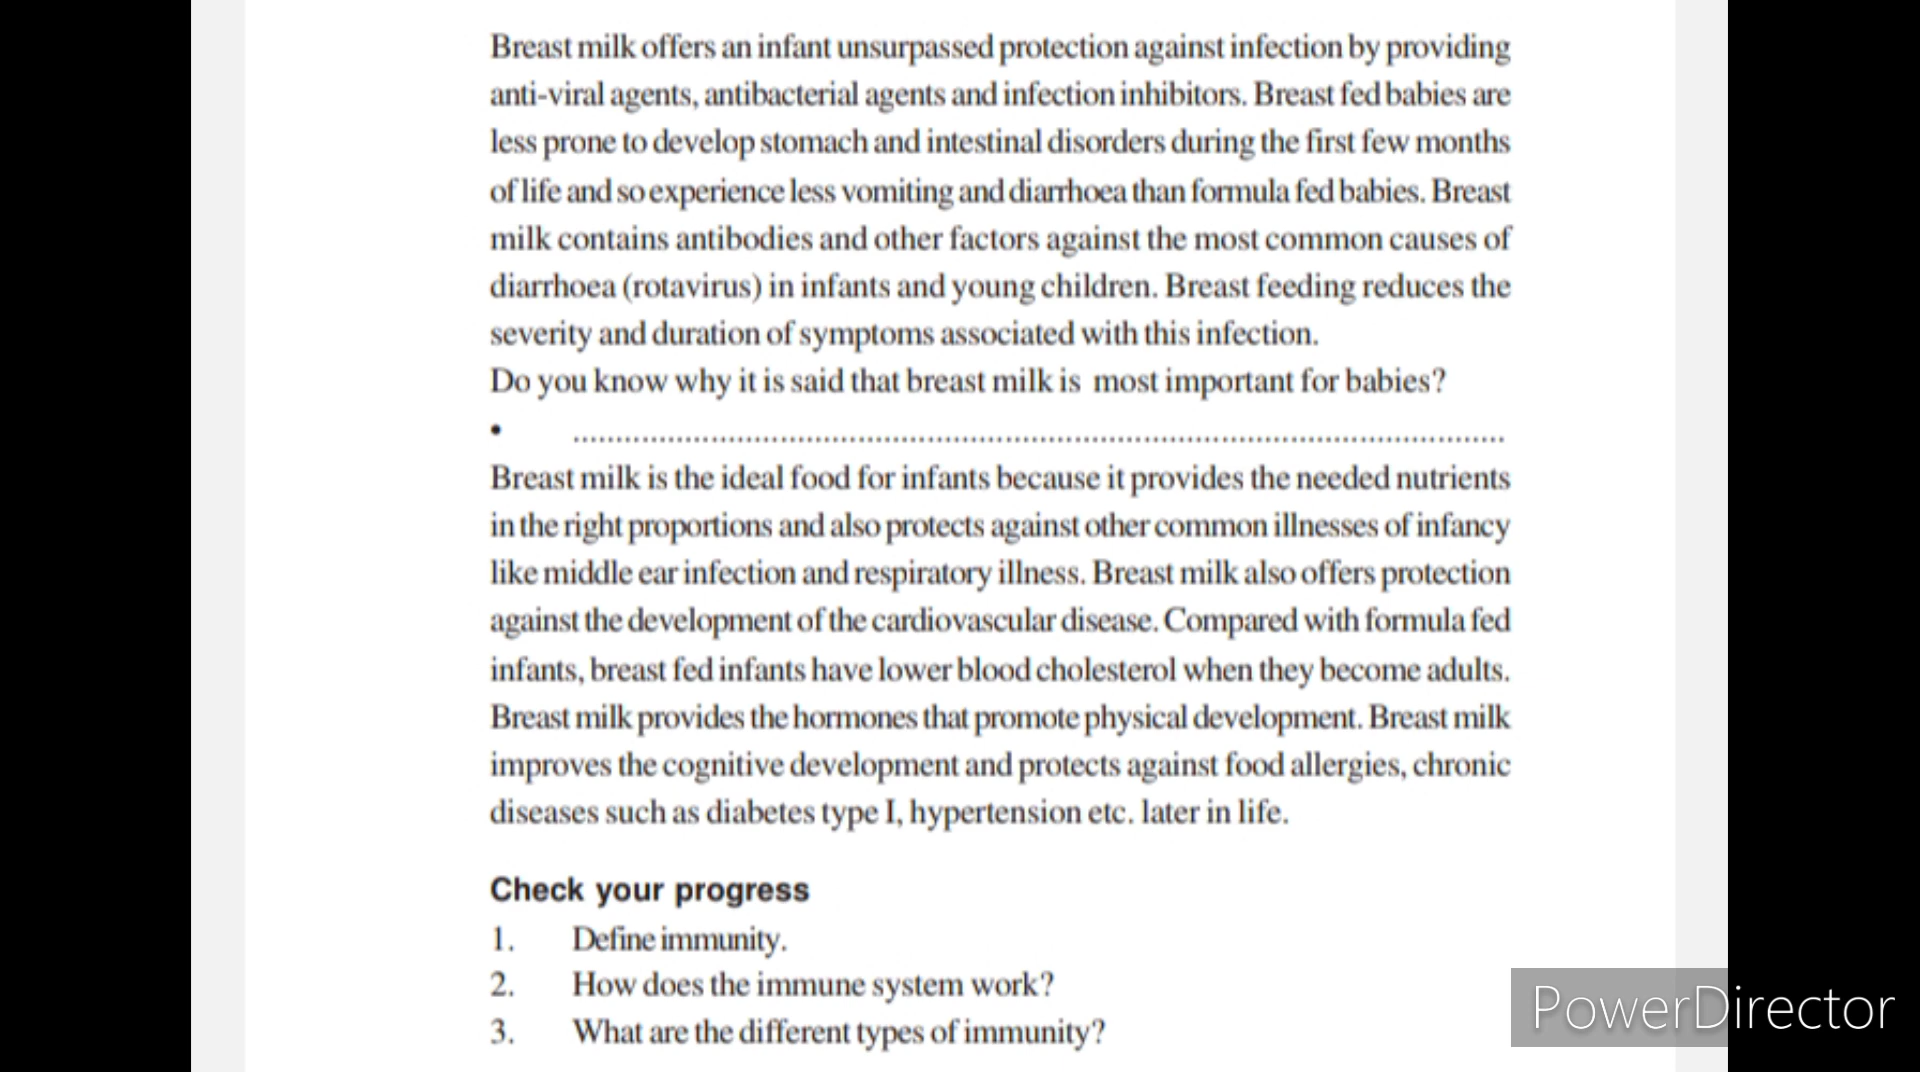 Breast milk offers an infant unsurpassed protection against infection by providing
anti-viral agents, antibacterial agents and infection inhibitors. Breast fed babies are
less prone to develop stomach and intestinal disorders during the first few months
of life and so experience less vomiting and diarrhoea than formula fed babies. Breast
milk contains antibodies and other factors against the most common causes of
diarrhoea (rotavirus) in infants and young children. Breast feeding reduces the
severity and duration of symptoms associated with this infection.
Do you know why it is said that breast milk is most important for babies?
• ............................................................................................................
Breast milk is the ideal food for infants because it provides the needed nutrients
in the right proportions and also protects against other common illnesses of infancy
like middle ear infection and respiratory illness. Breast milk also offers protection
against the development of the cardiovascular disease. Compared with formula fed
infants, breast fed infants have lower blood cholesterol when they become adults.
Breast milk provides the hormones that promote physical development. Breast milk
improves the cognitive development and protects against food allergies, chronic
diseases such as diabetes type I, hypertension etc. later in life.
Check your progress
1. Define immunity.
2. How does the immune system work?
3. What are the different types of immunity?
PowerDirector